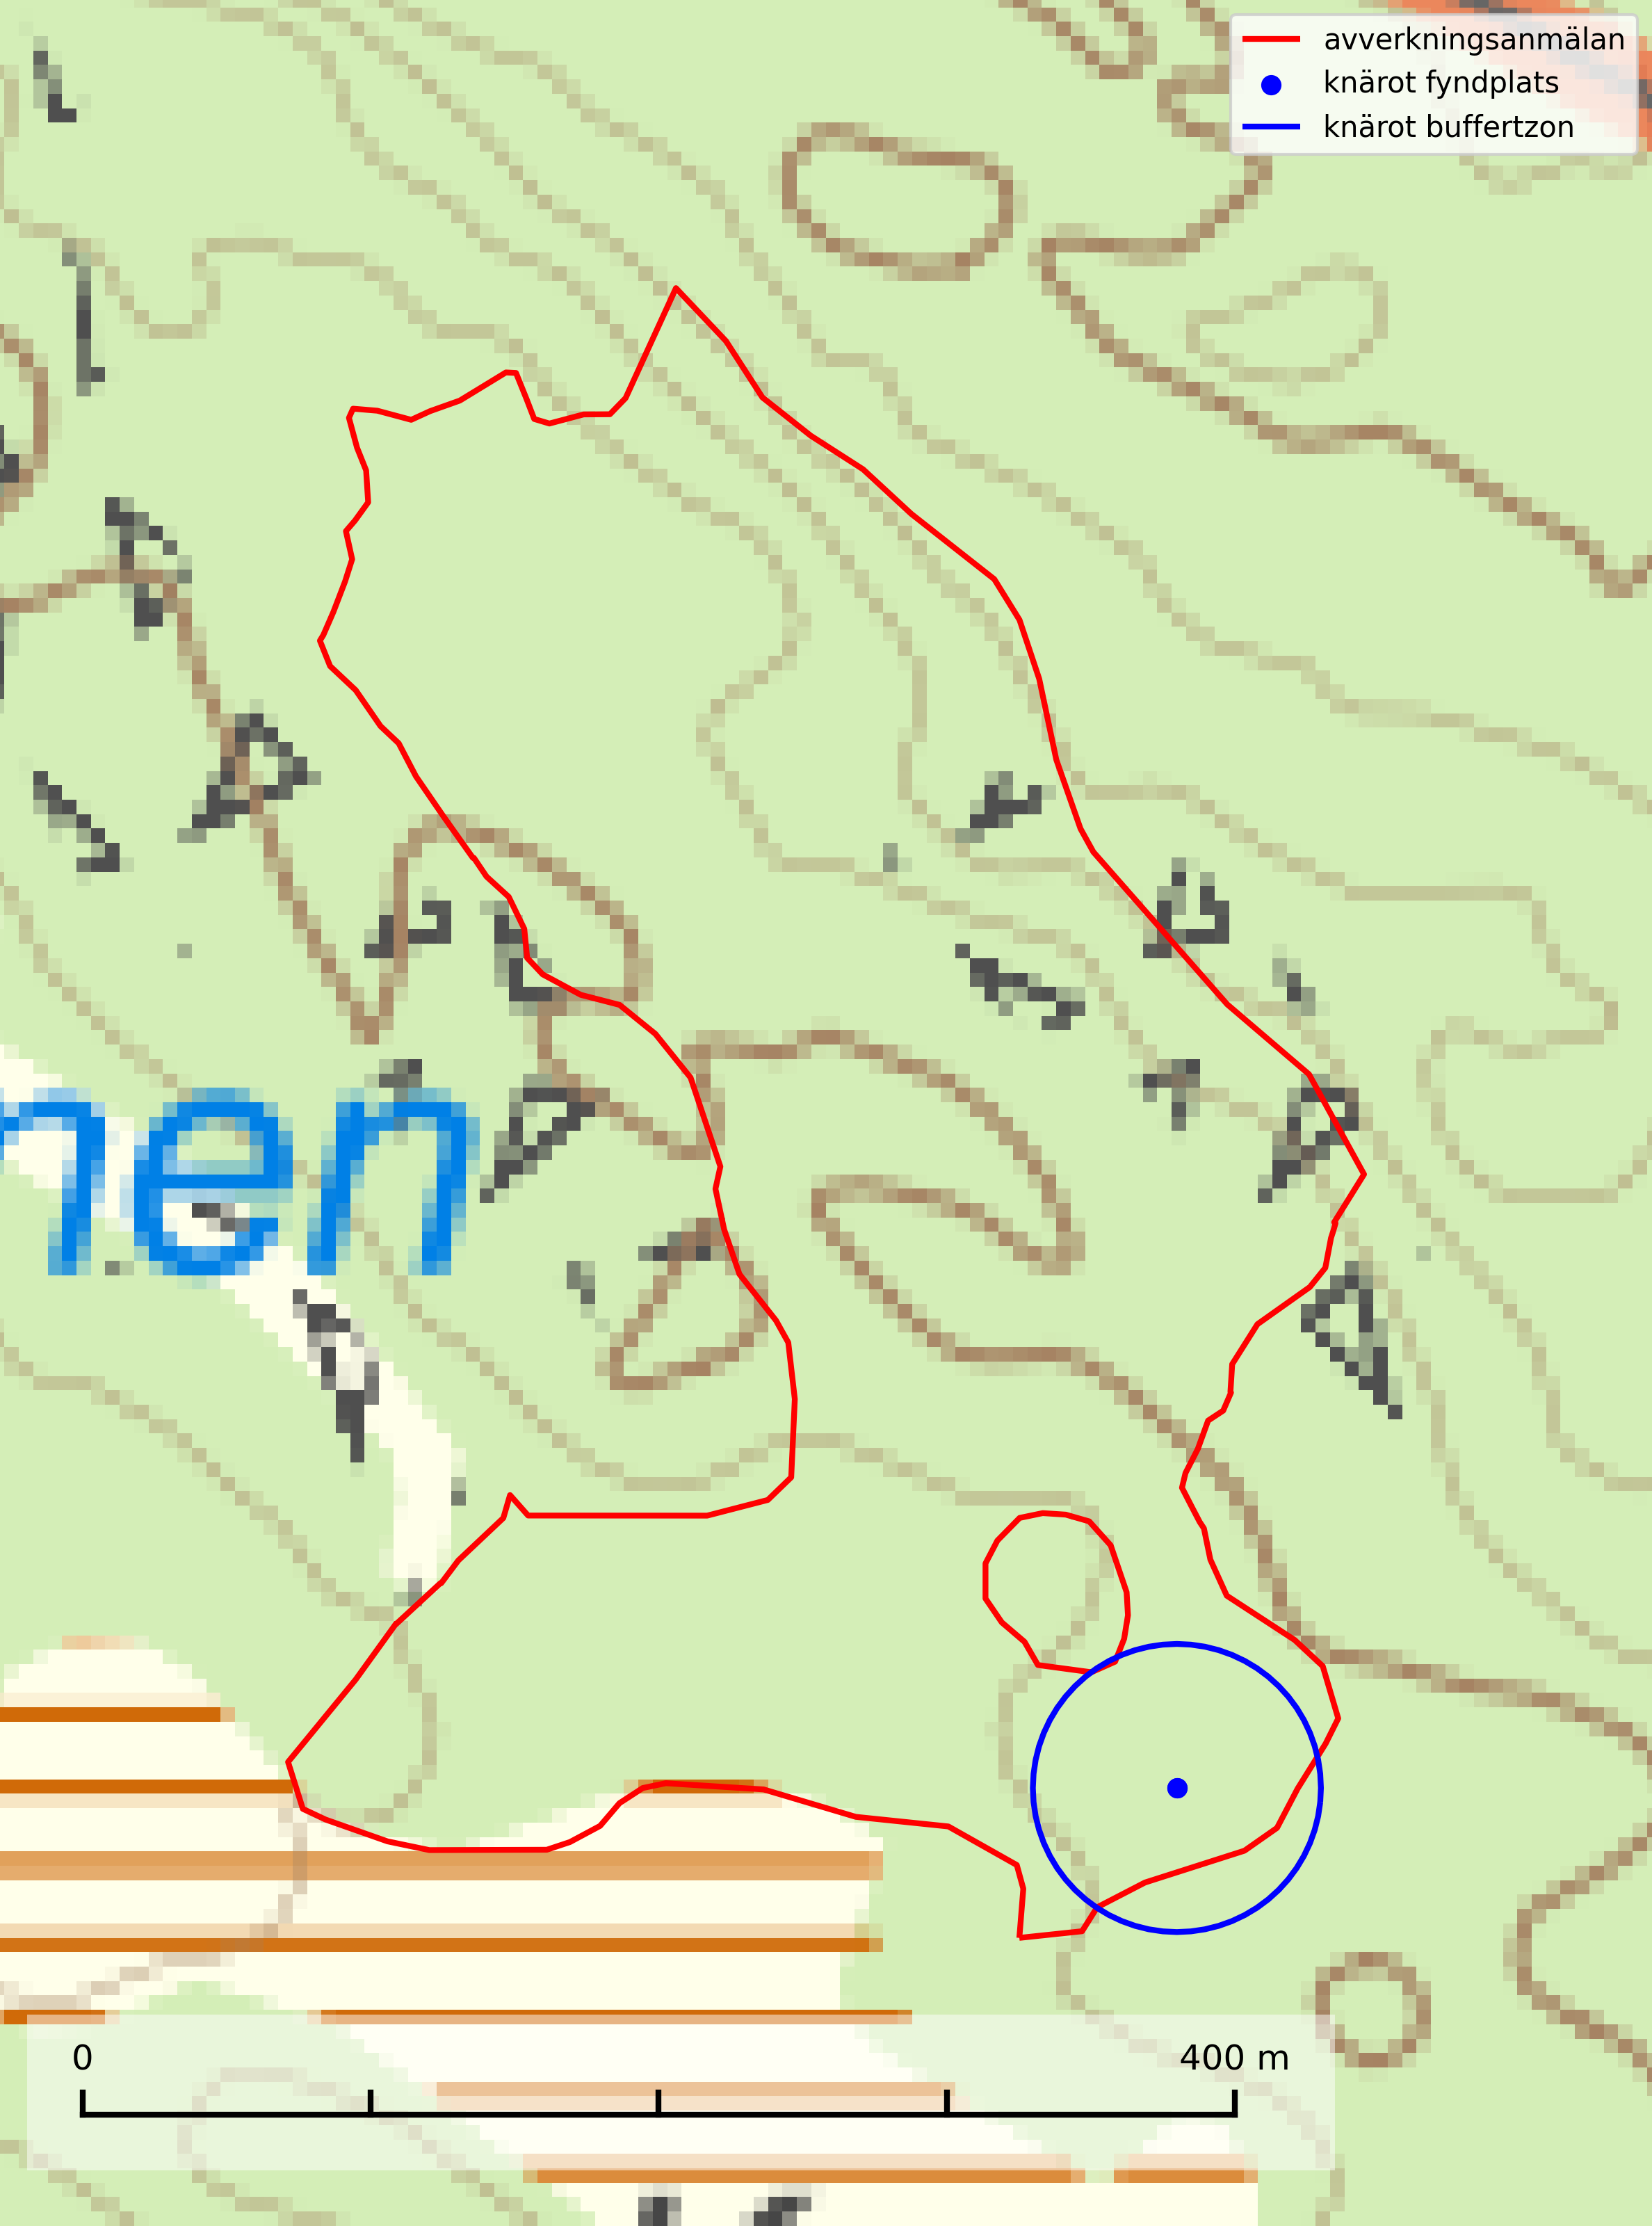 avverkningsanmälan
knärot fyndplats
knärot buffertzon
nen
0 400 m